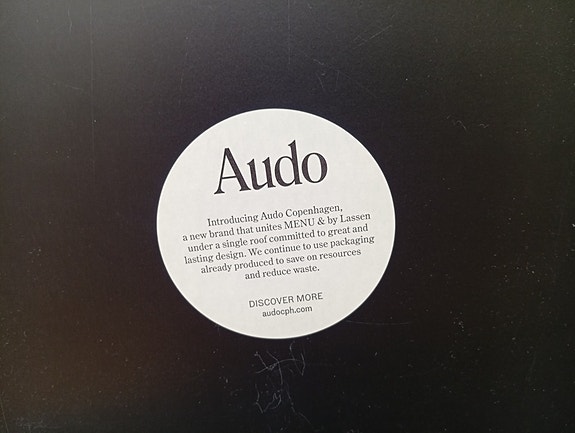 Audo
Introducing Audo Copenhagen,
a new brand that unites MENU & by Lassen
under a single roof committed to great and
lasting design. We continue to use packaging
already produced to save on resources
and reduce waste.
DISCOVER MORE
audocph.com